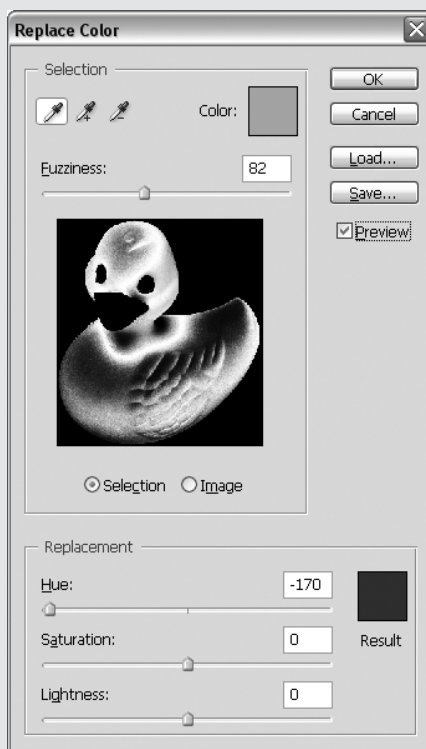 Replace Color
Selection
Color:
Fuzziness: 82
Selection Image
OK
Cancel
Load...
Save...
Preview
Replacement
Hue: -170
Saturation: 0
Result
Lightness: 0